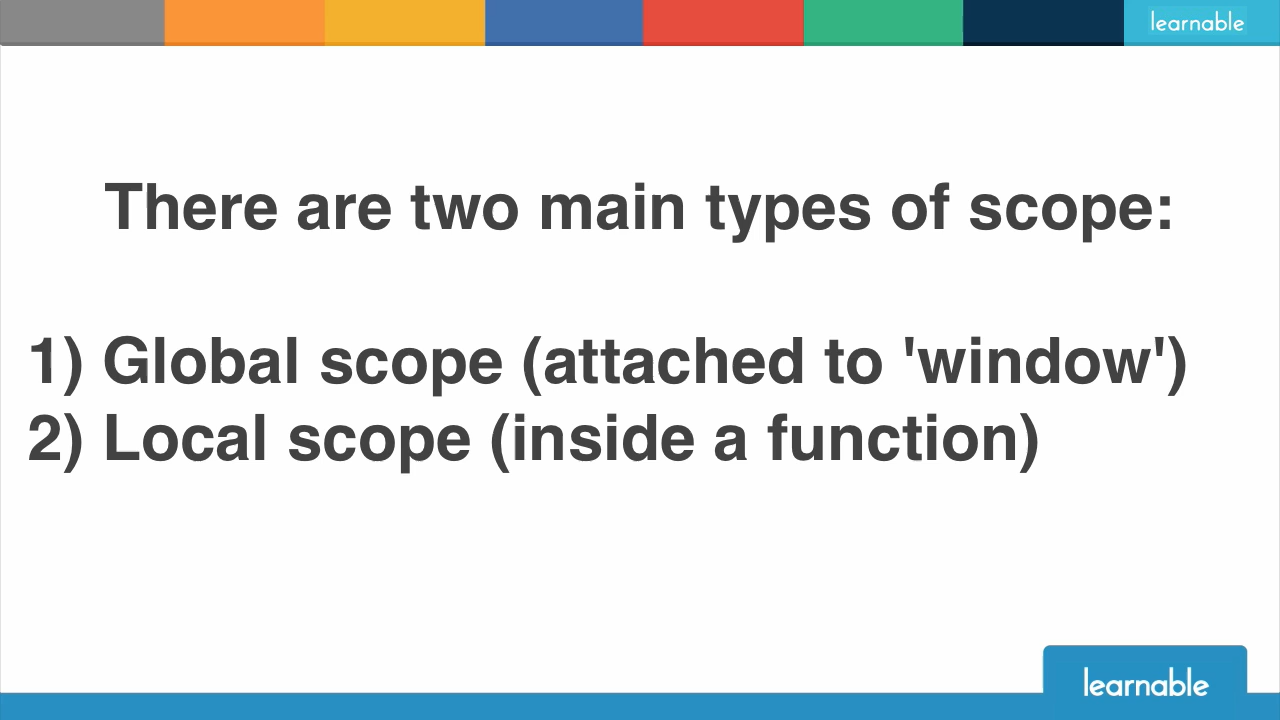 learnable
There are two main types of scope:
1) Global scope (attached to 'window')
2) Local scope (inside a function)
learnable